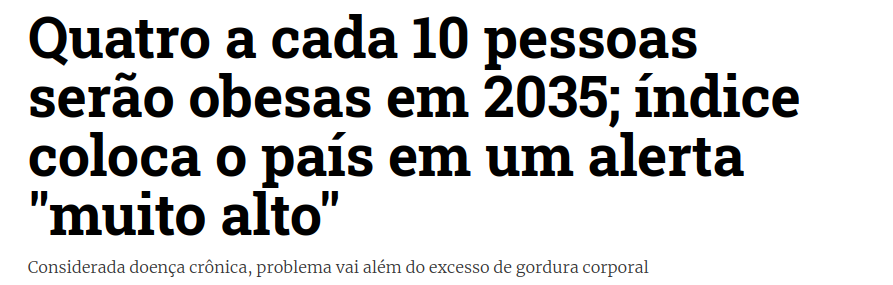 Quatro a cada 10 pessoas
serão obesas em 2035; índice
coloca o país em um alerta
"muito alto"
Considerada doença crônica, problema vai além do excesso de gordura corporal